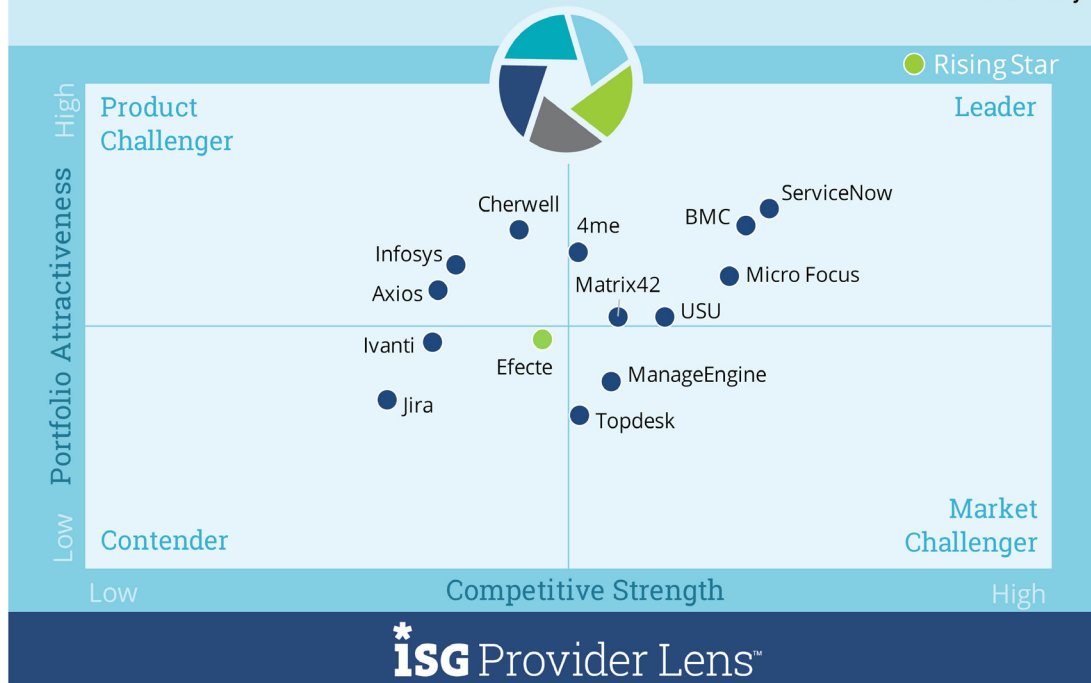 Rising Star
High
Product
Challenger
Leader
Portfolio Attractiveness
ServiceNow
Cherwell
BMC
4me
Infosys
Micro Focus
Matrix42
Axios
USU
Ivanti
Efecte
ManageEngine
Jira
Topdesk
Low
Contender
Market
Challenger
Low
Competitive Strength
High
iSG Provider Lens™